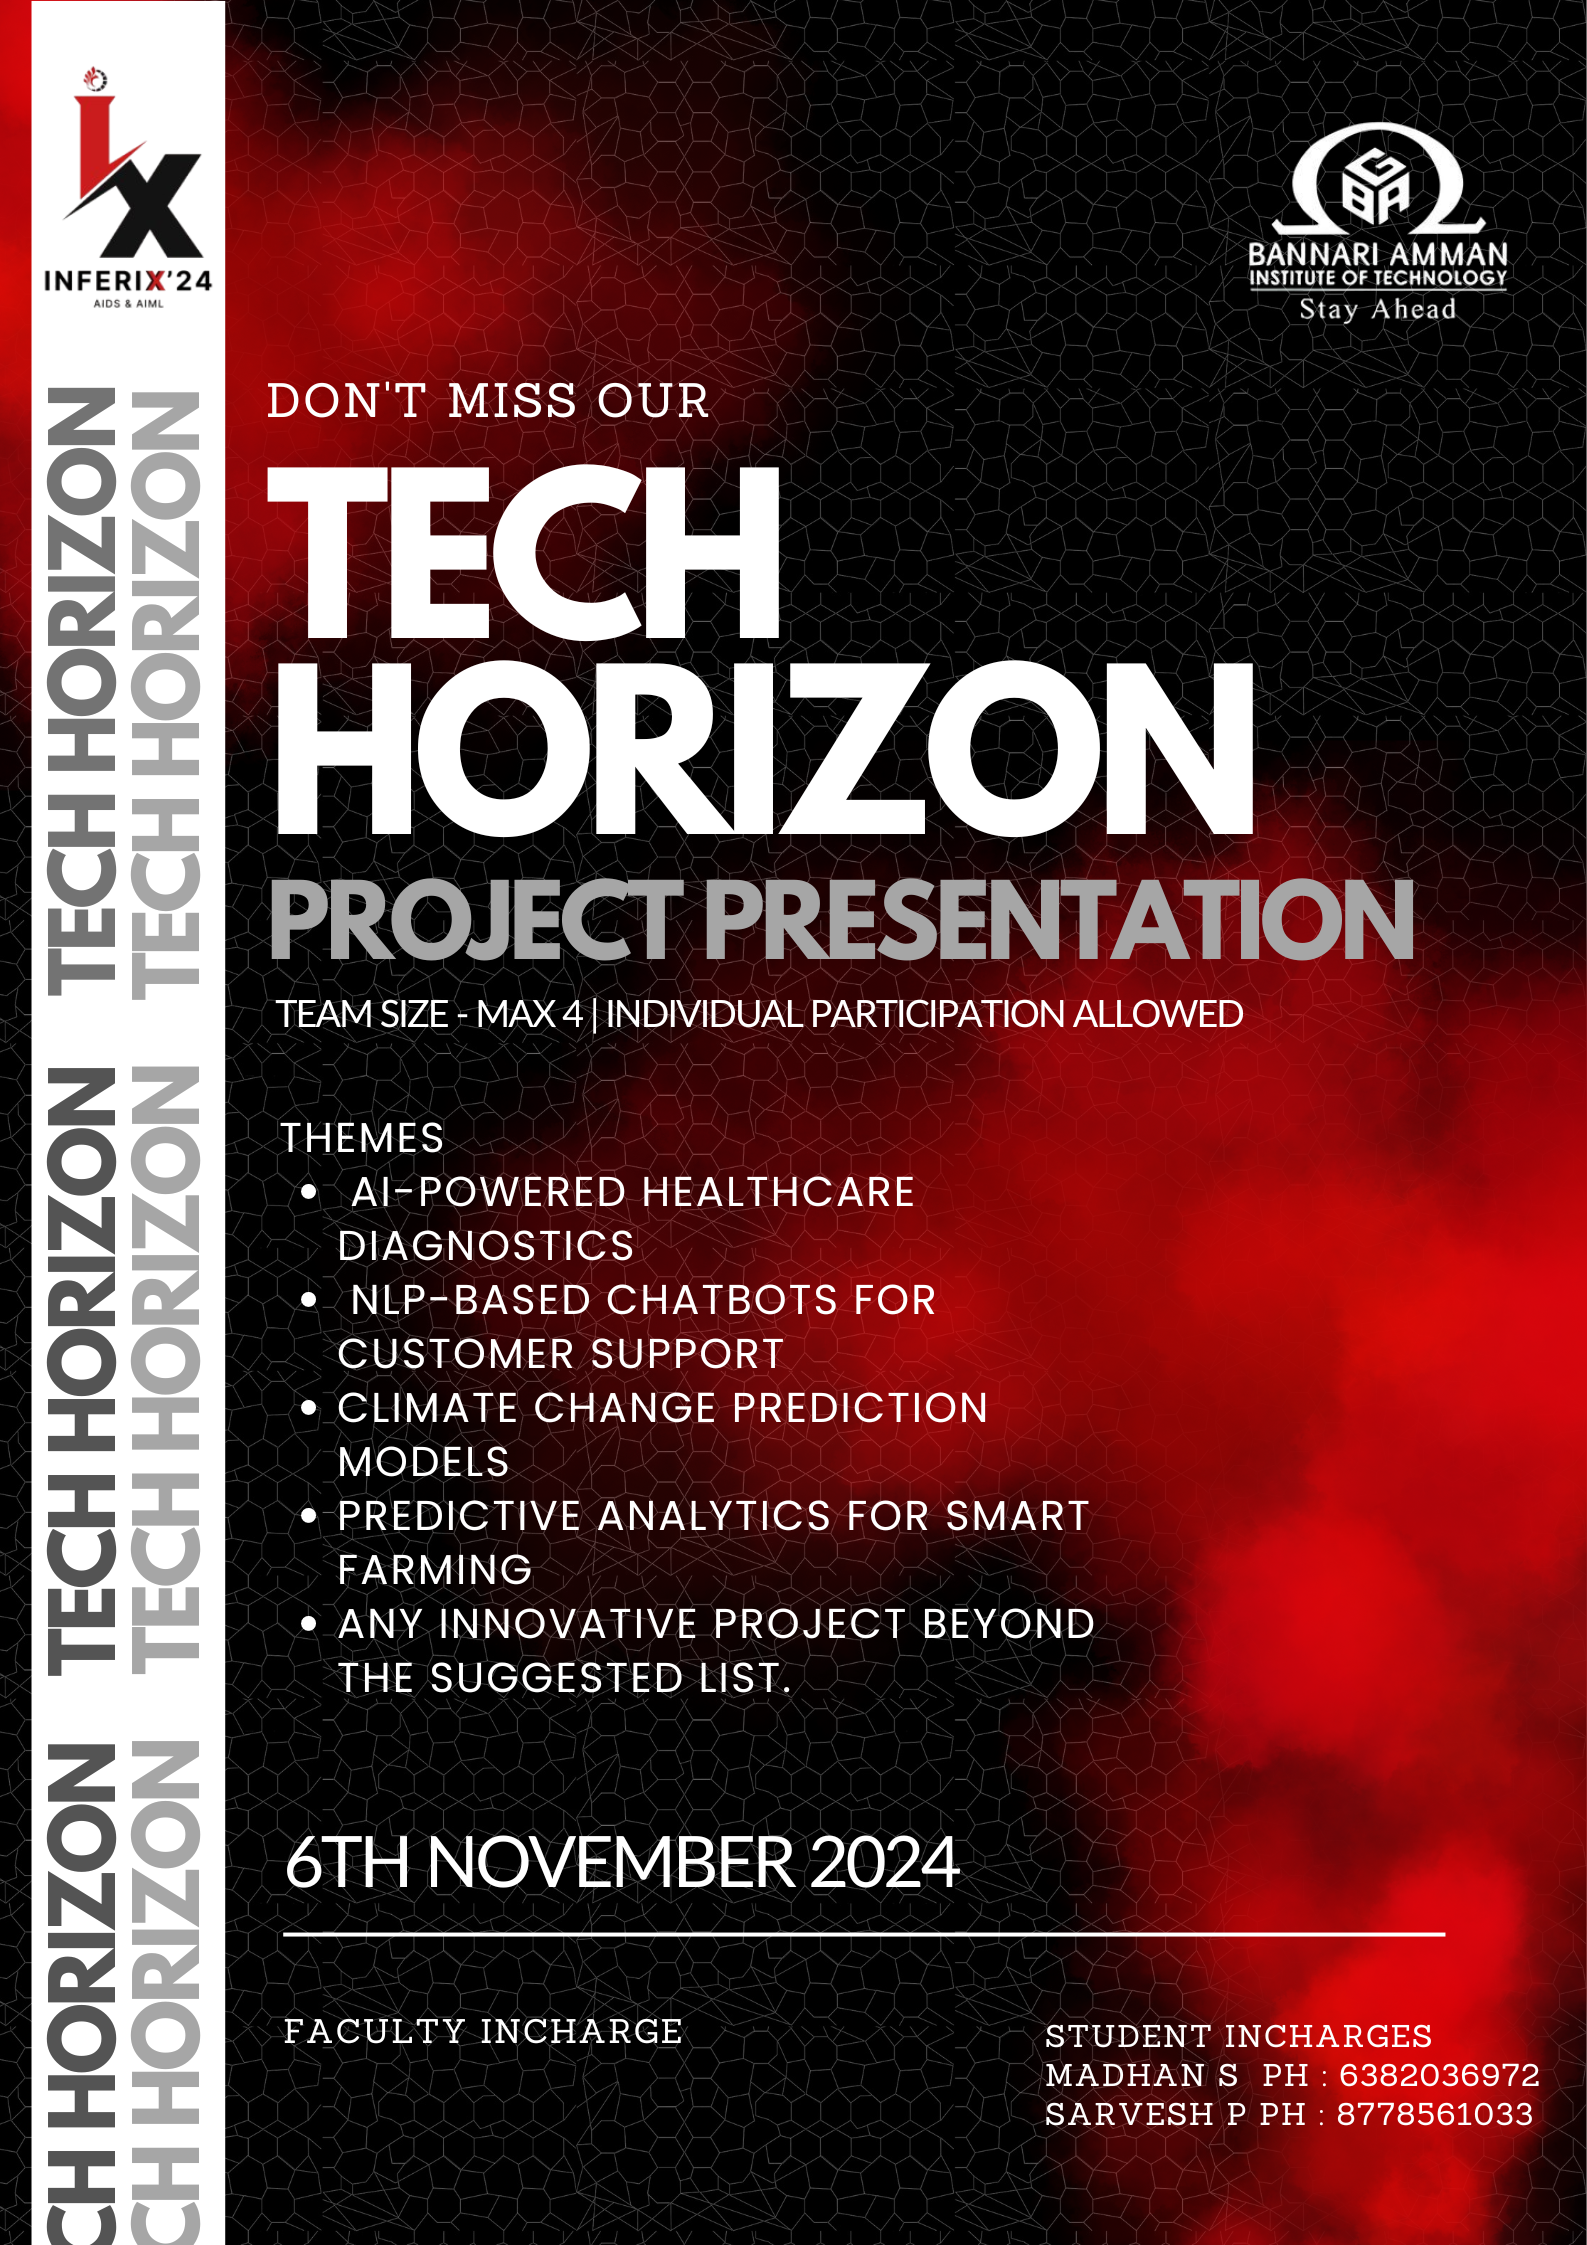 INFERIX'24
AIDS & AIML
GBA
BANNARI AMMAN
INSTITUTE OF TECHNOLOGY
Stay Ahead
TECH HORIZON
TECH HORIZON
TECH HORIZON
TECH HORIZON
CH HORIZON
CH HORIZON
DON'T MISS OUR
TECH
HORIZON
PROJECT PRESENTATION
TEAM SIZE - MAX 4 | INDIVIDUAL PARTICIPATION ALLOWED
THEMES
• AI-POWERED HEALTHCARE
DIAGNOSTICS
• NLP-BASED CHATBOTS FOR
CUSTOMER SUPPORT
• CLIMATE CHANGE PREDICTION
MODELS
• PREDICTIVE ANALYTICS FOR SMART
FARMING
• ANY INNOVATIVE PROJECT BEYOND
THE SUGGESTED LIST.
6TH NOVEMBER 2024
FACULTY INCHARGE
STUDENT INCHARGES
MADHAN S PH : 6382036972
SARVESH P PH : 8778561033